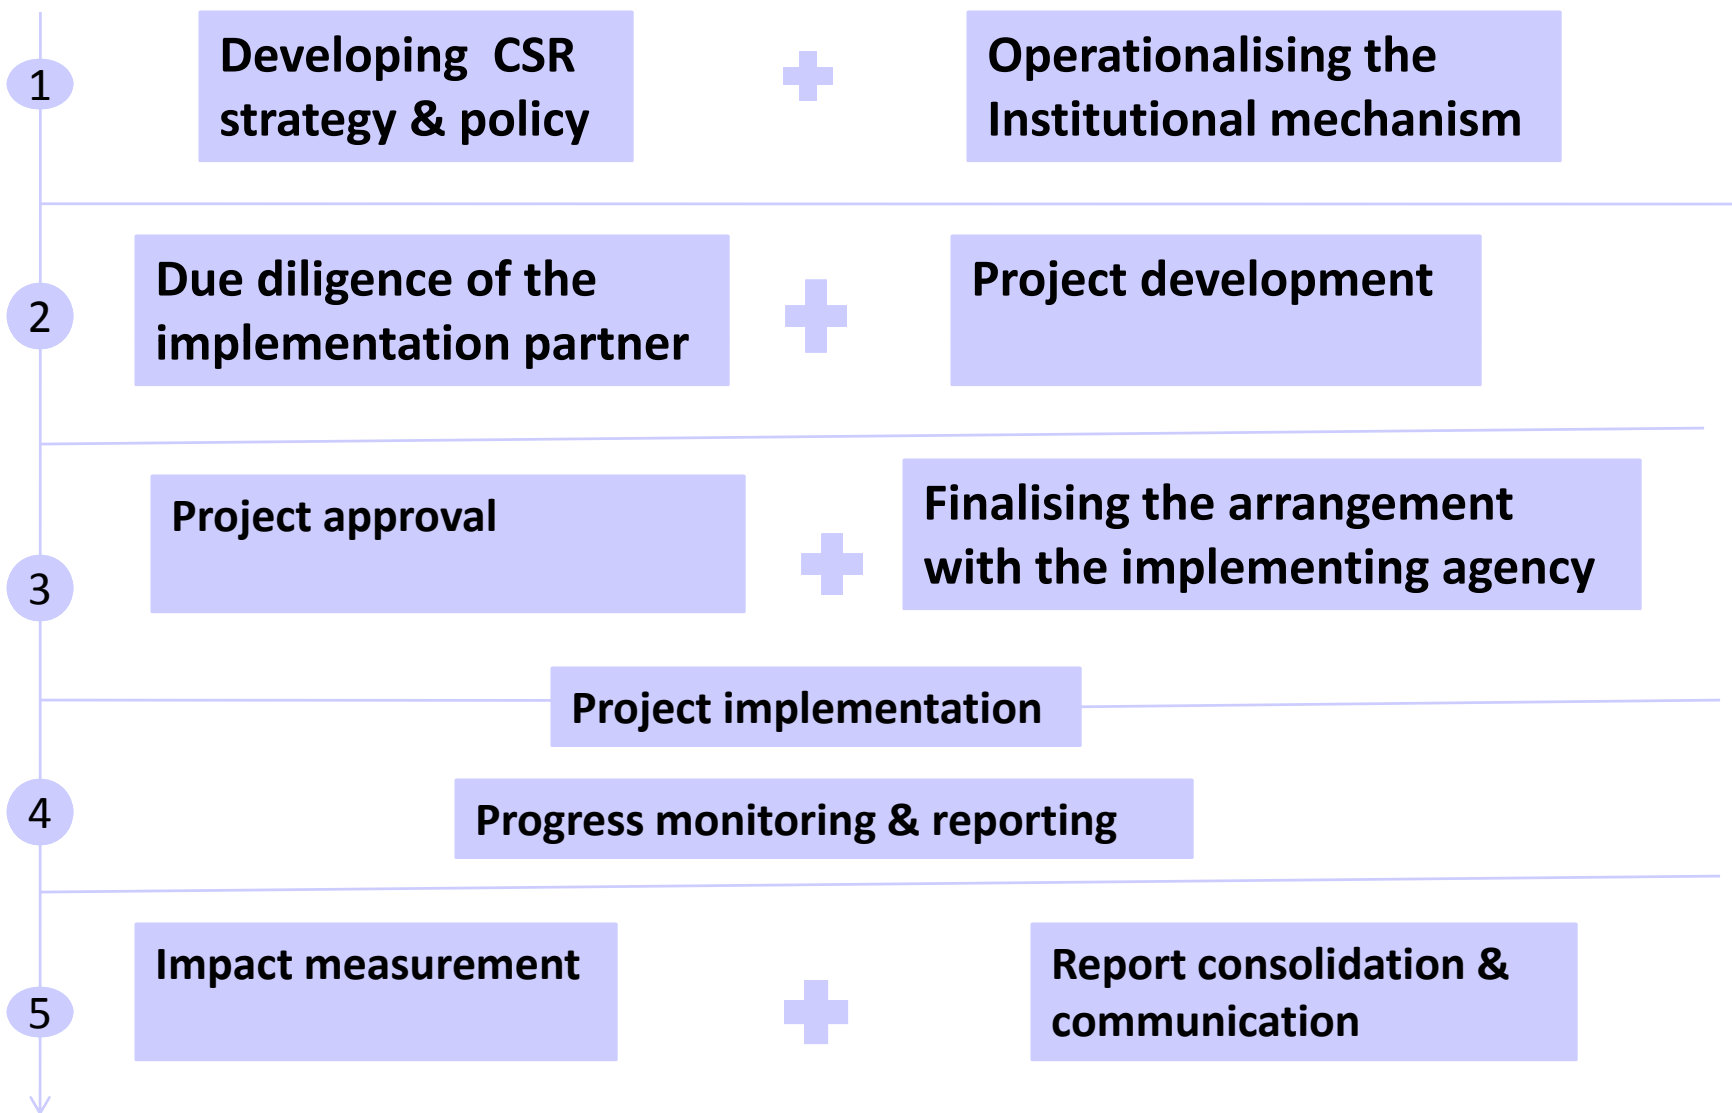 1
Developing CSR
strategy & policy
Operationalising the
Institutional mechanism
2
Due diligence of the
implementation partner
Project development
3
Project approval
Finalising the arrangement
with the implementing agency
Project implementation
4
Progress monitoring & reporting
5
Impact measurement
Report consolidation &
communication